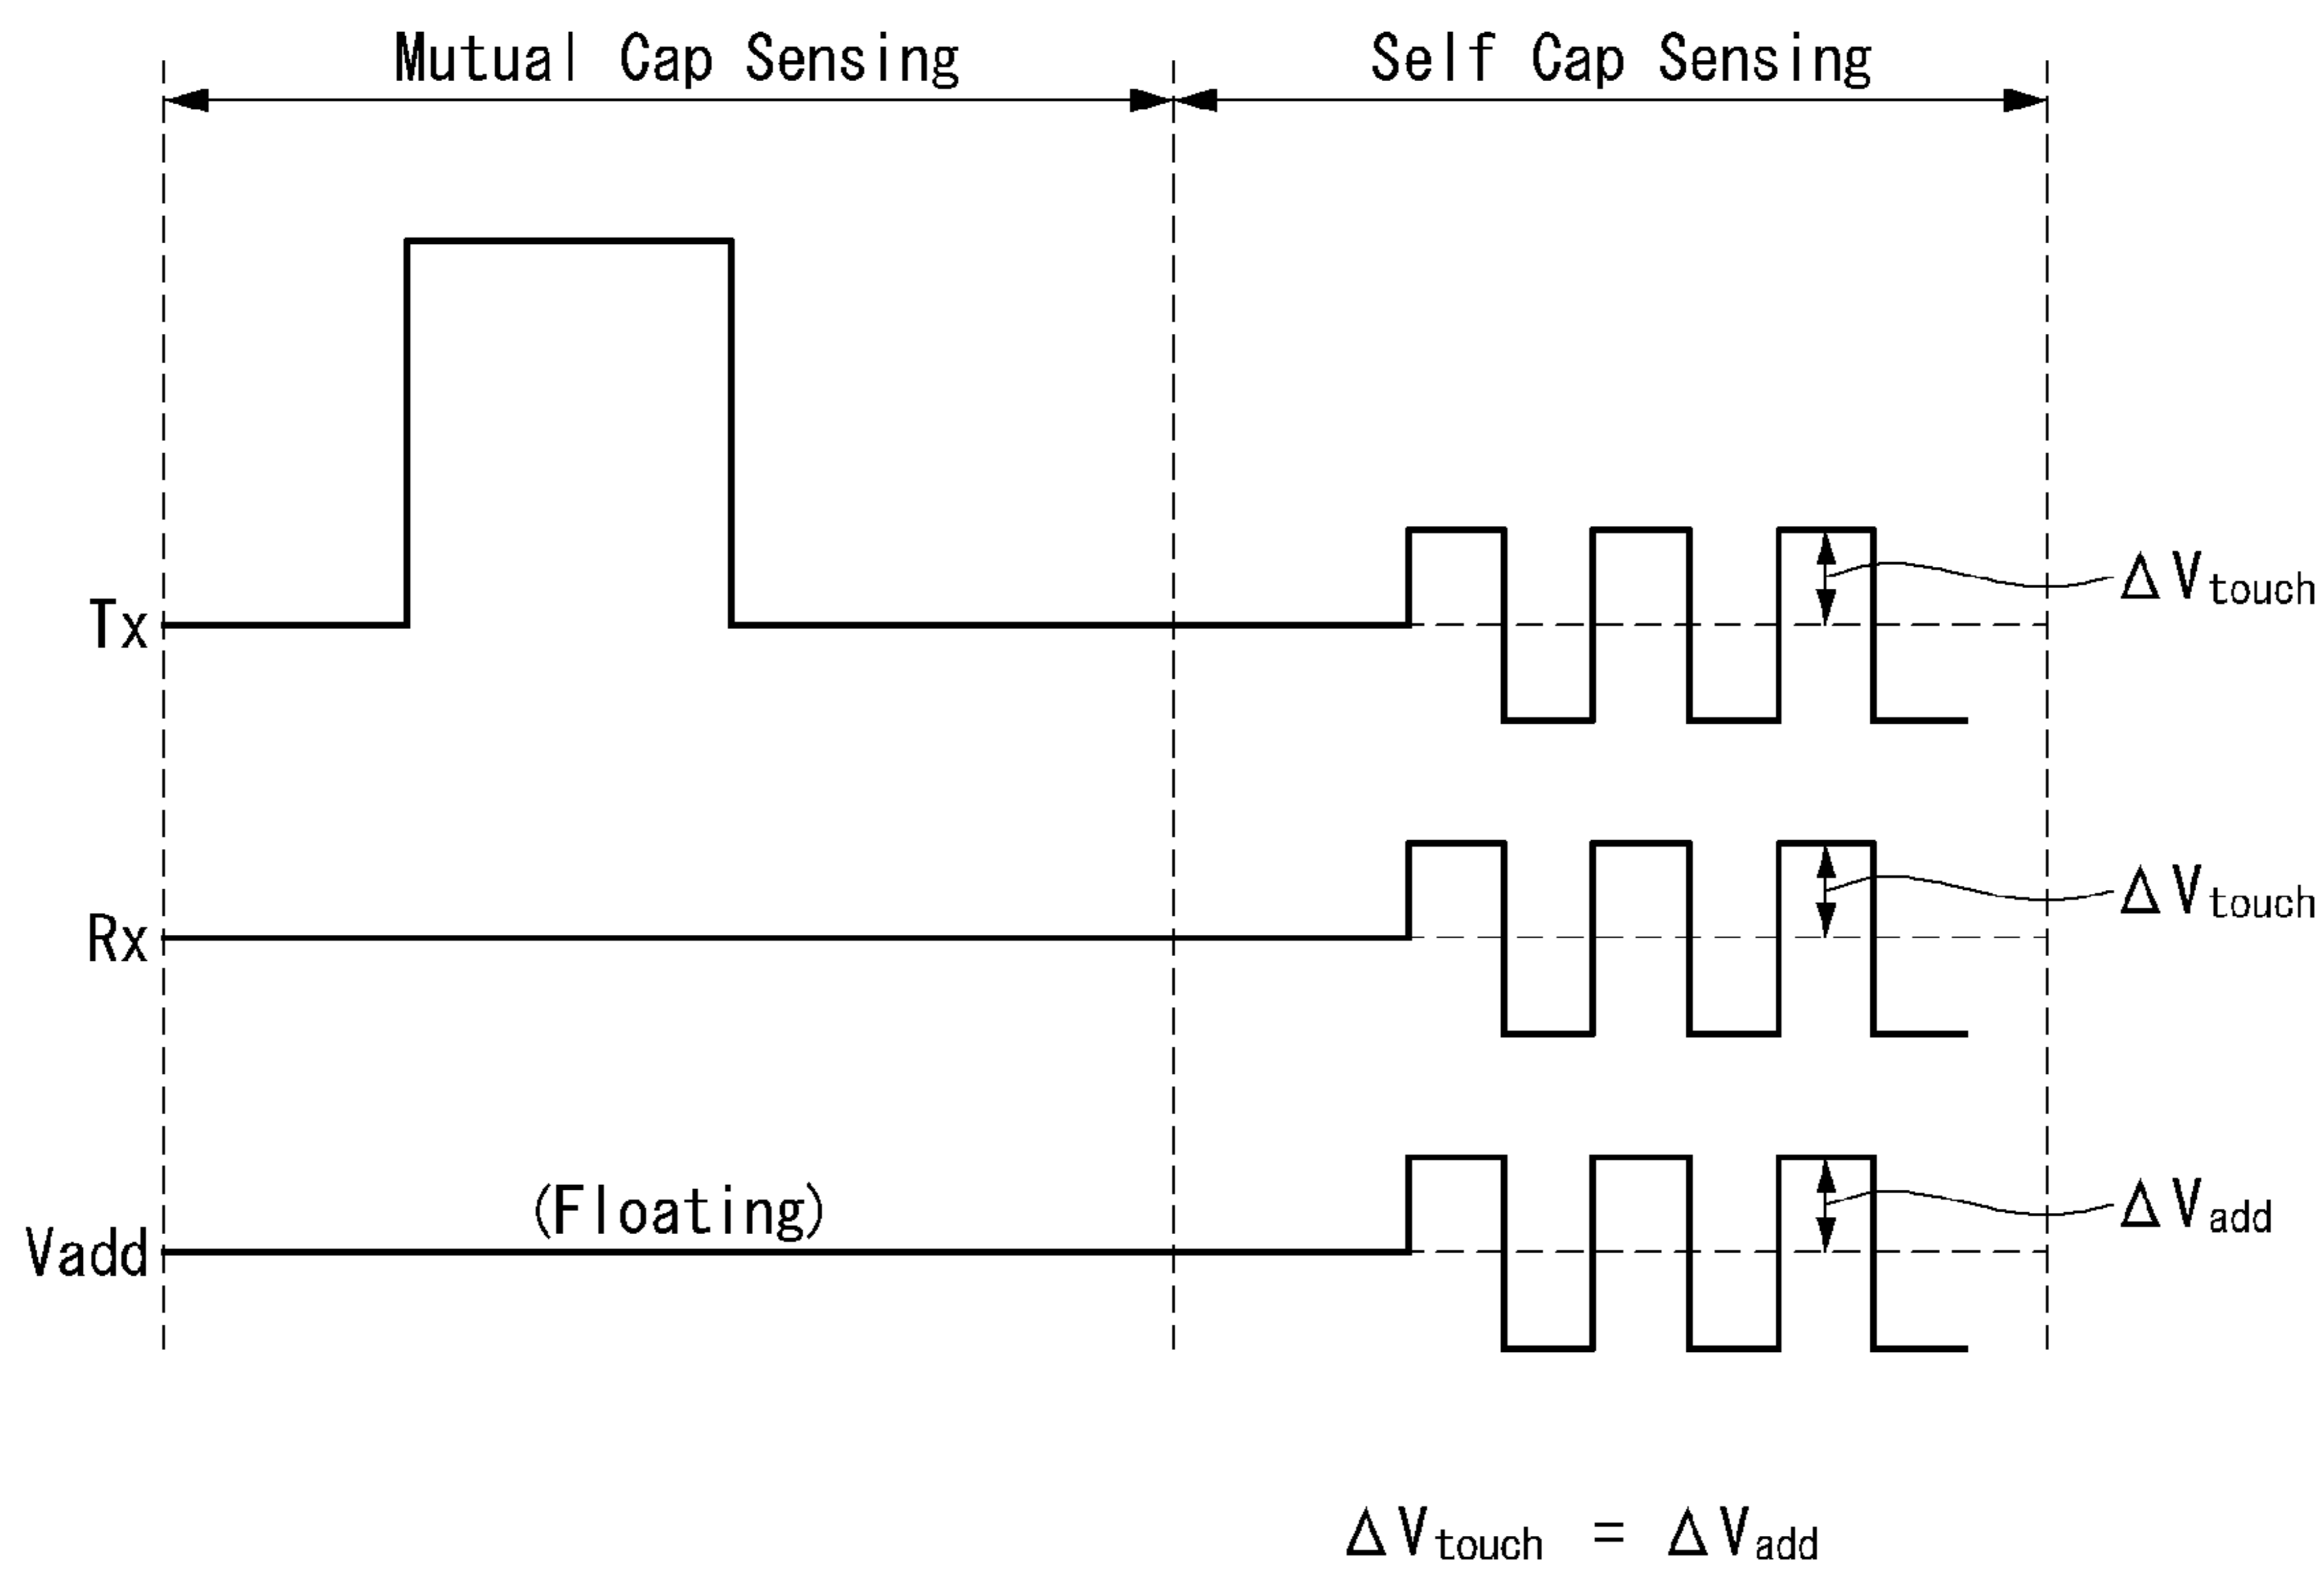 Mutual Cap Sensing
Self Cap Sensing
ΔVtouch
Tx
ΔVtouch
Rx
(Floating)
ΔVadd
Vadd
ΔVtouch = ΔVadd